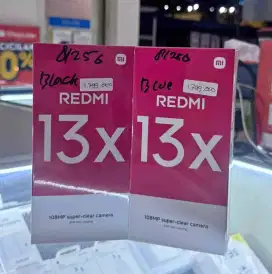 8/256
Black
1.799.000
REDMI
13x
108MP super-clear camera
8/256
Blue
1.799.000
REDMI
13x
108MP super-clear camera
0%